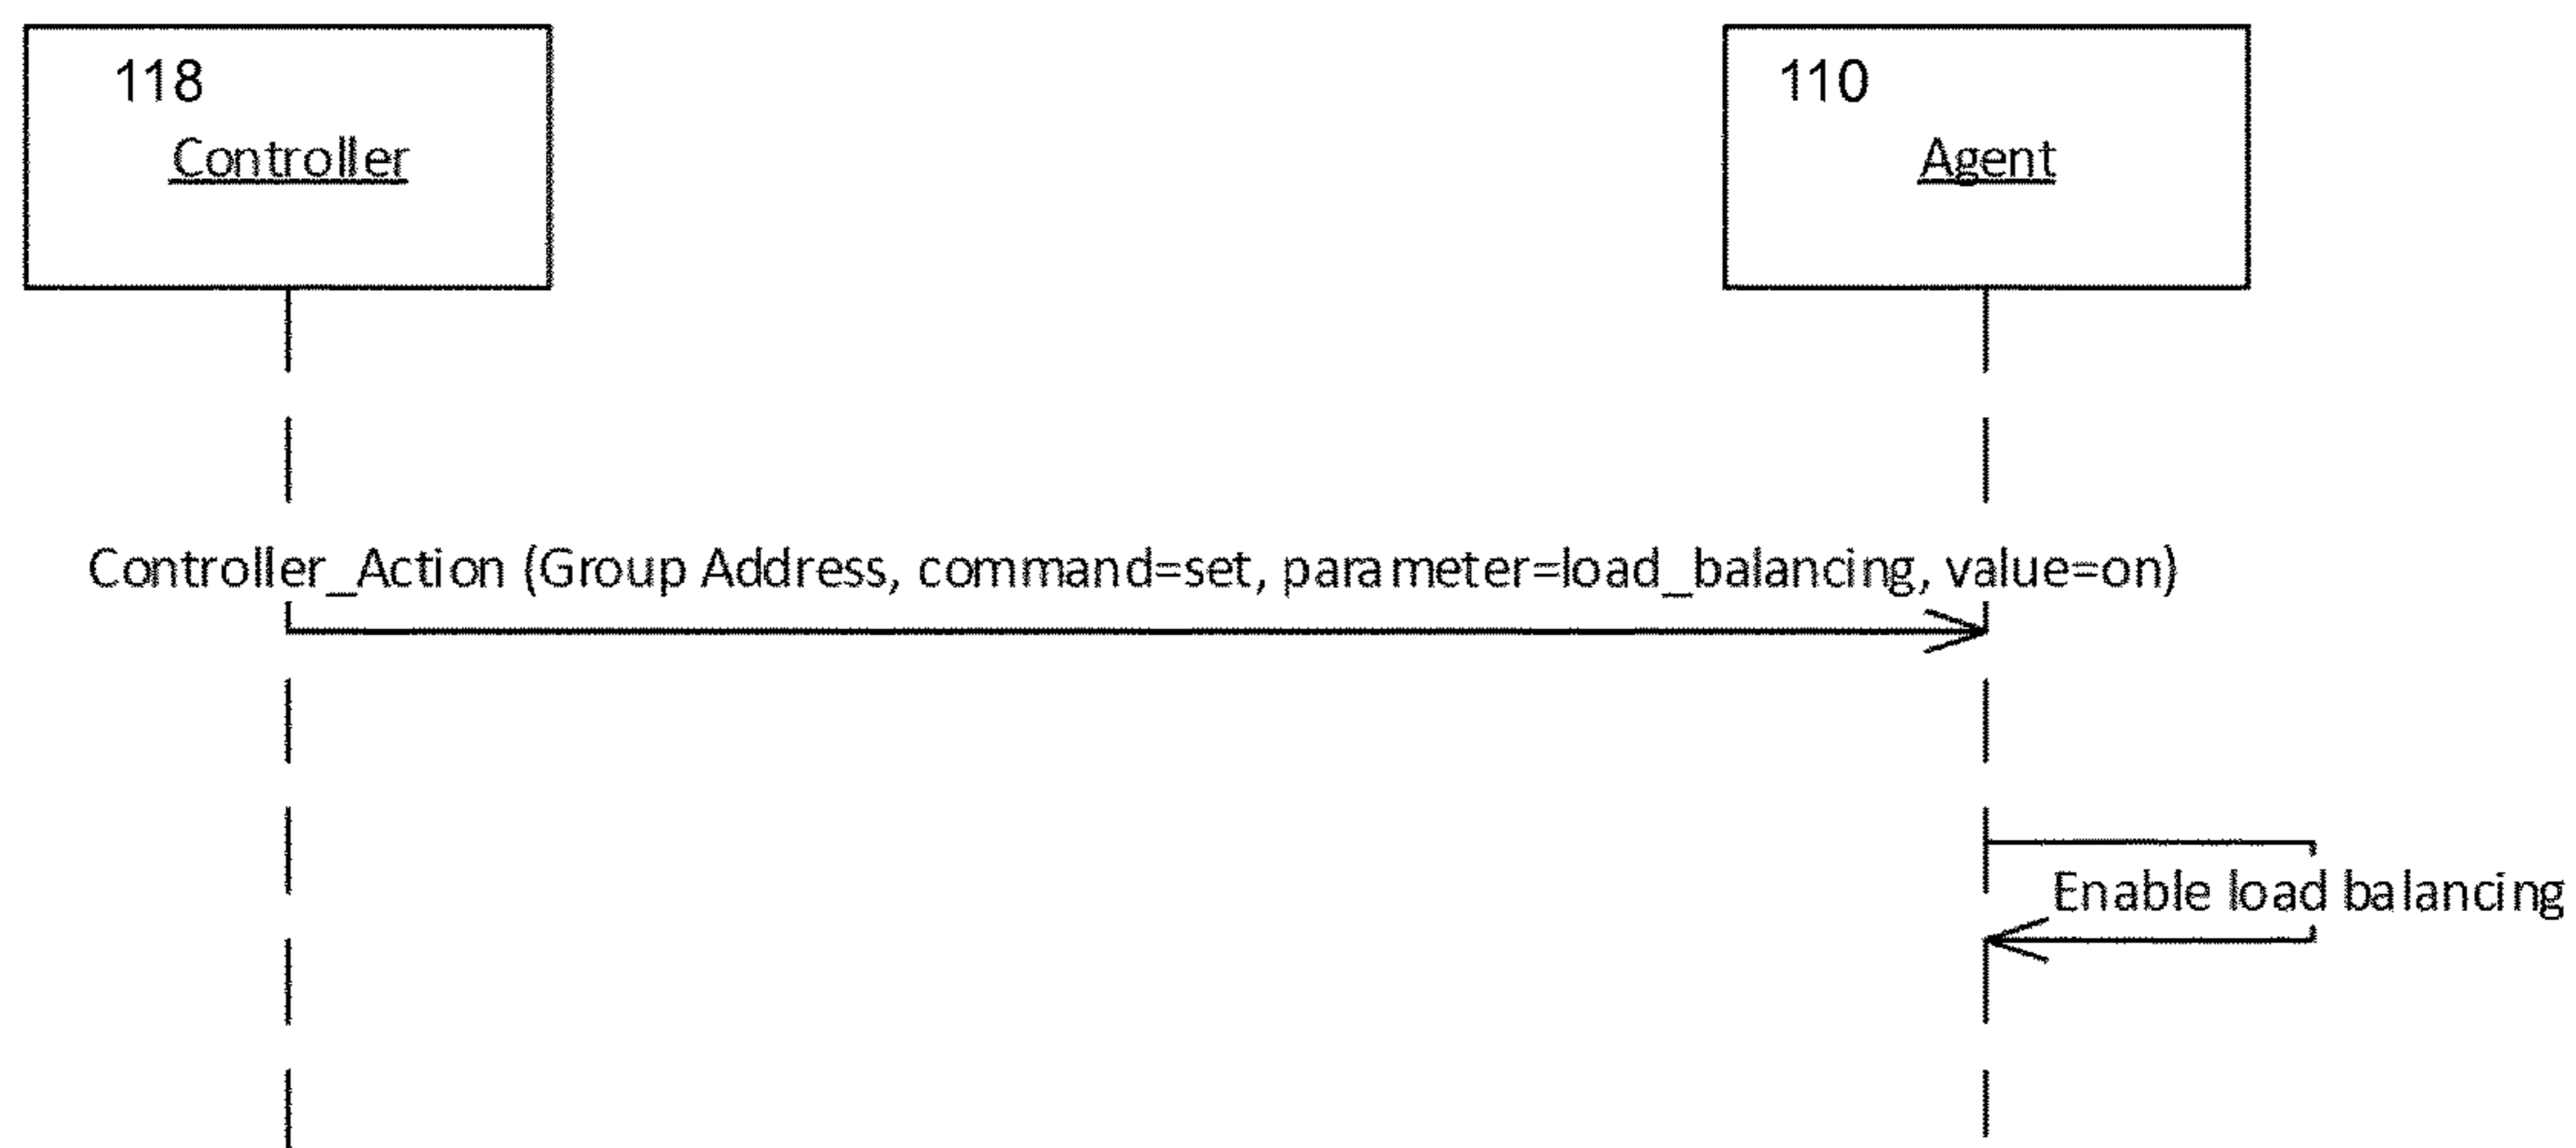 118
Controller
110
Agent
Controller_Action (Group Address, command=set, parameter=load_balancing, value=on)
Enable load balancing